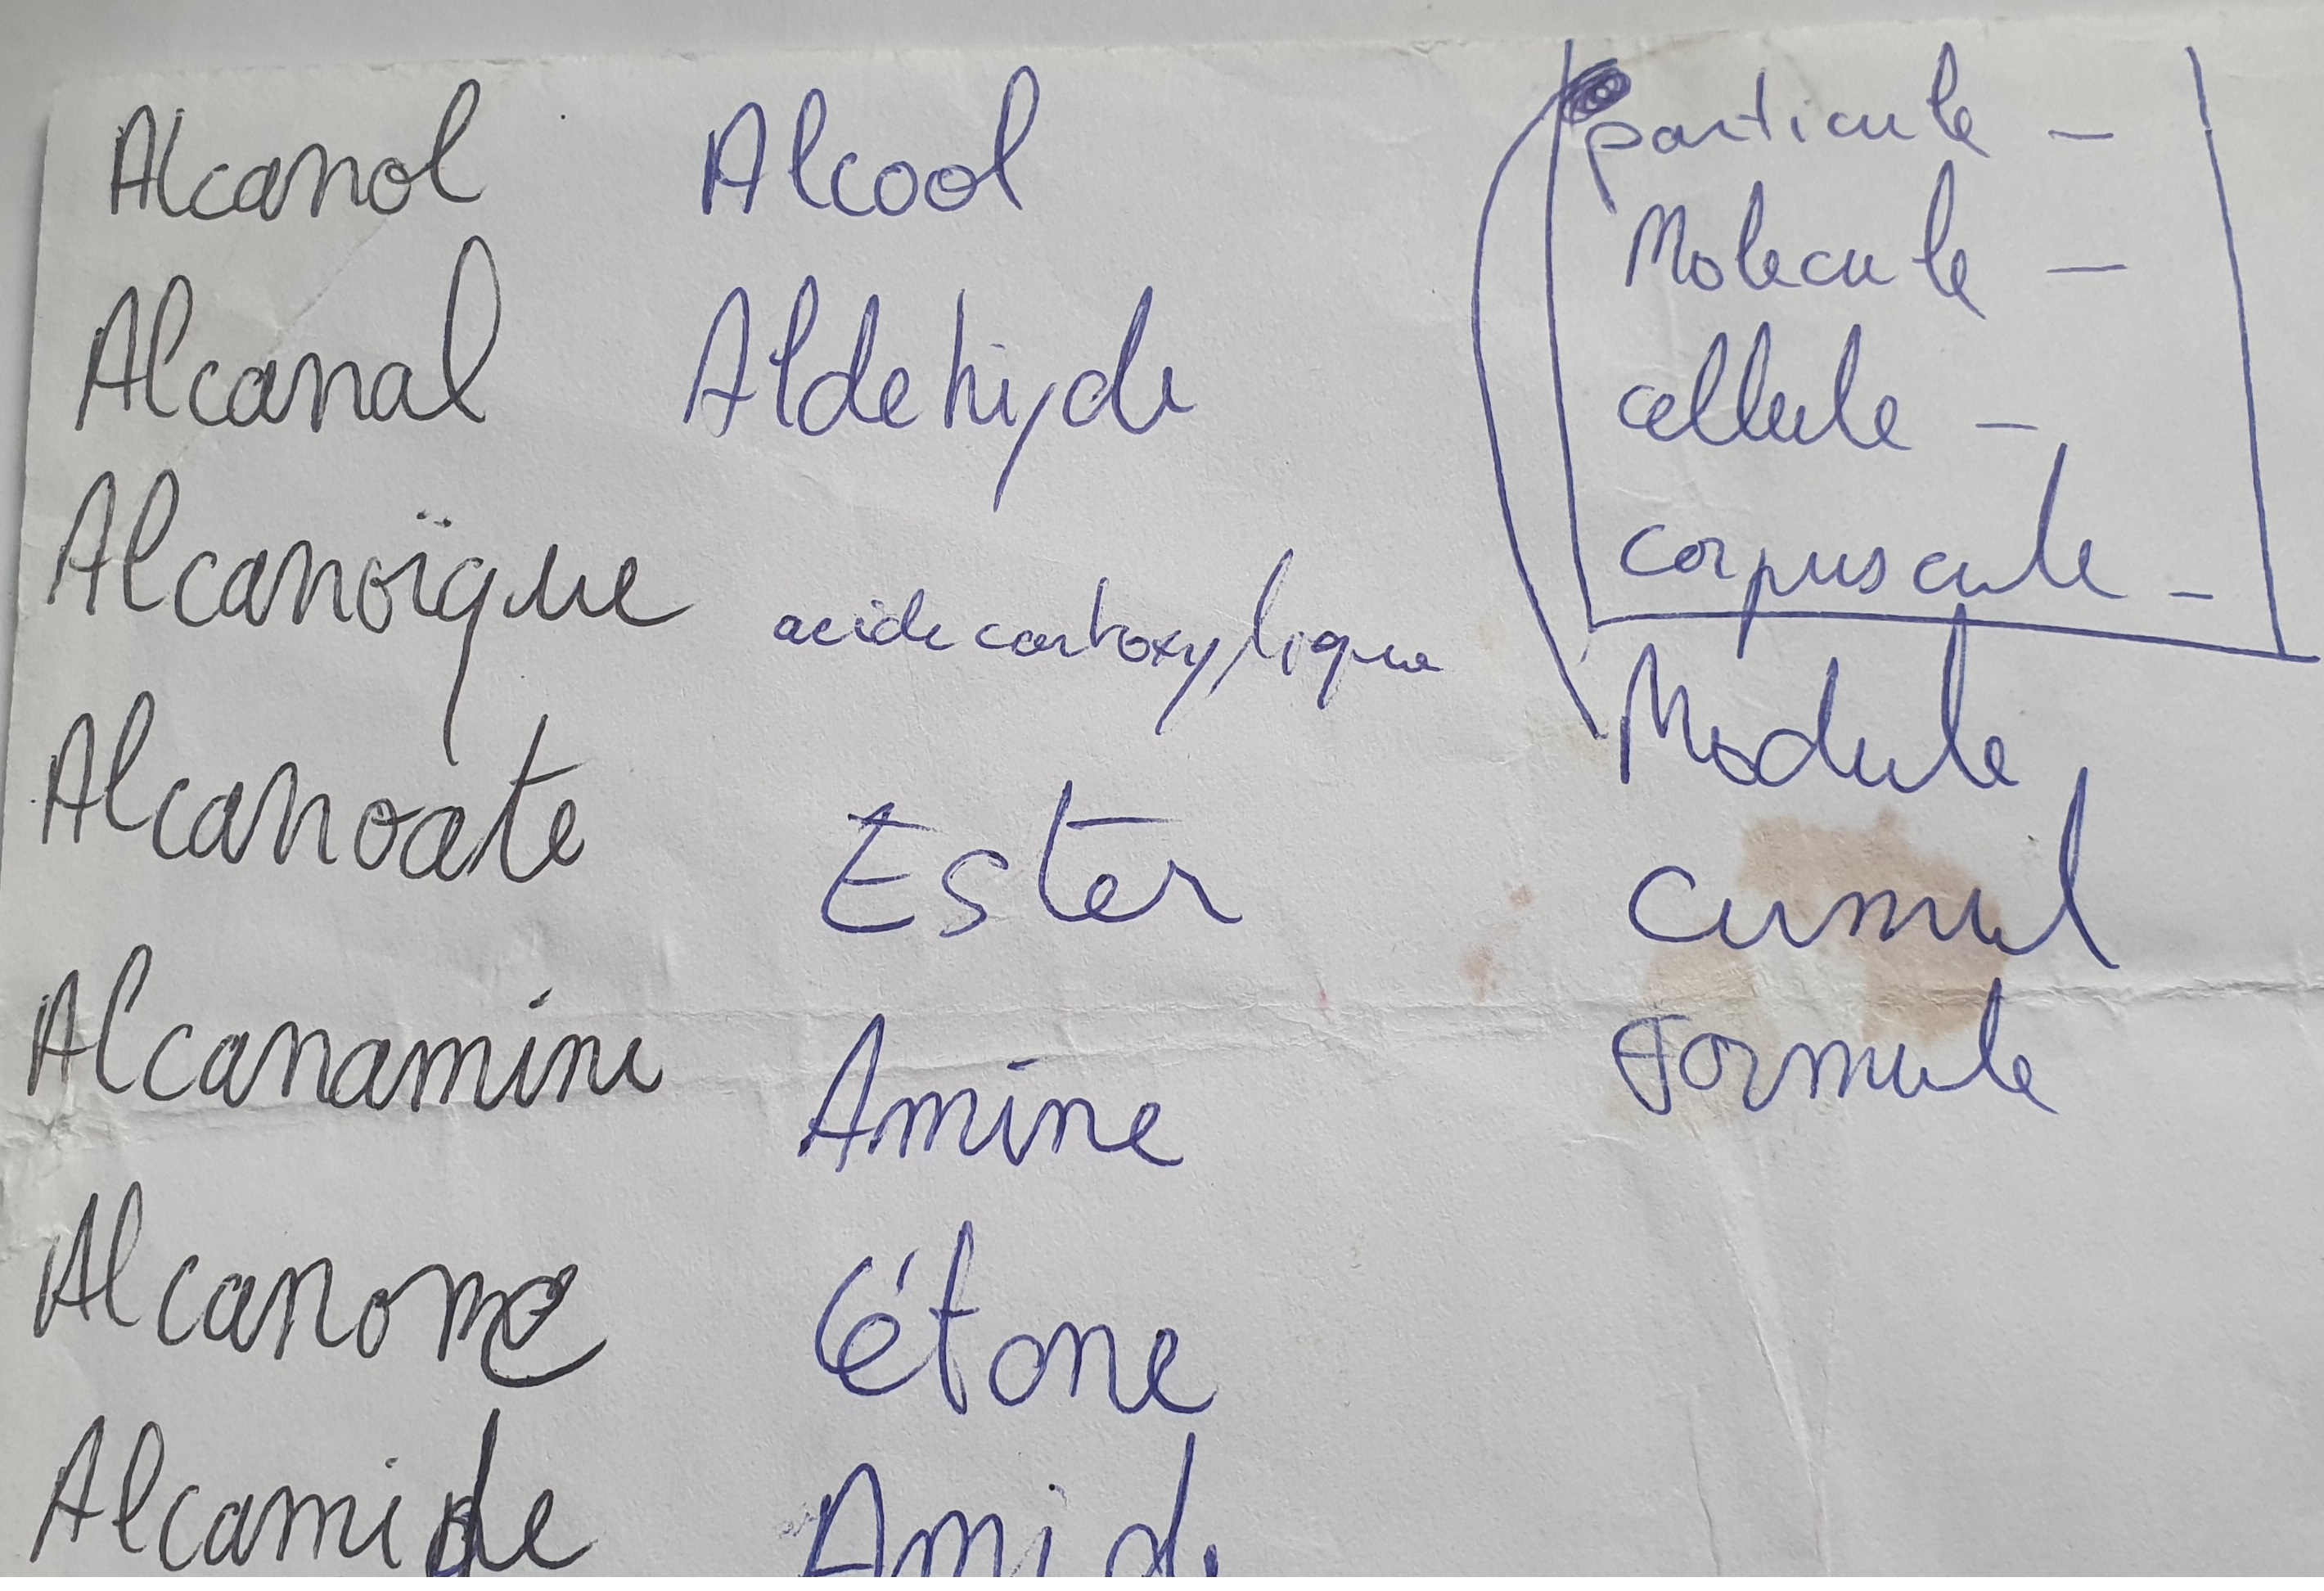 Alcanol Alcool particule -
Molecule -
Alcanal Aldehyde cellule -
Alcanoïque acide carboxylique corpuscule -
Module
Alcanoate Ester Cumul
Alcanamine Amine Formule
Alcanone Cétone
Alcamide Amide